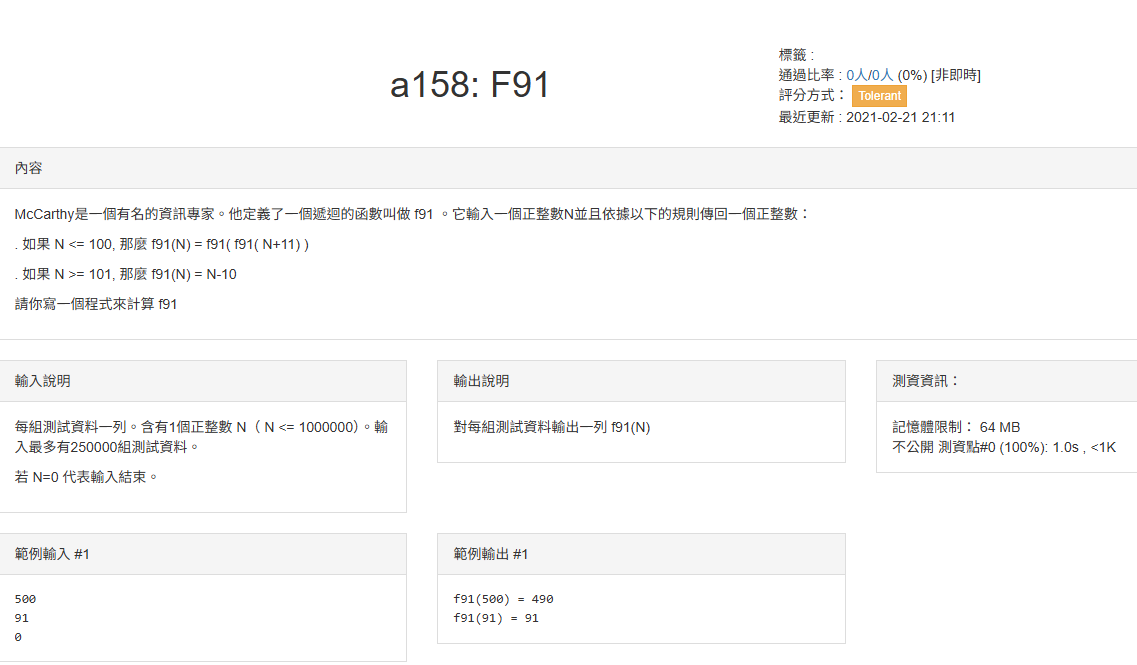 a158: F91
標籤 :
通過比率 : 0人/0人 (0%) [非即時]
評分方式： Tolerant
最近更新 : 2021-02-21 21:11
內容
McCarthy是一個有名的資訊專家。他定義了一個遞迴的函數叫做 f91 。它輸入一個正整數N並且依據以下的規則傳回一個正整數：
. 如果 N <= 100, 那麼 f91(N) = f91( f91( N+11) )
. 如果 N >= 101, 那麼 f91(N) = N-10
請你寫一個程式來計算 f91
輸入說明
每組測試資料一列。含有1個正整數 N（ N <= 1000000）。輸
入最多有250000組測試資料。
若 N=0 代表輸入結束。
輸出說明
對每組測試資料輸出一列 f91(N)
測資資訊：
記憶體限制： 64 MB
不公開 測資點#0 (100%): 1.0s , <1K
範例輸入 #1
500
91
0
範例輸出 #1
f91(500) = 490
f91(91) = 91